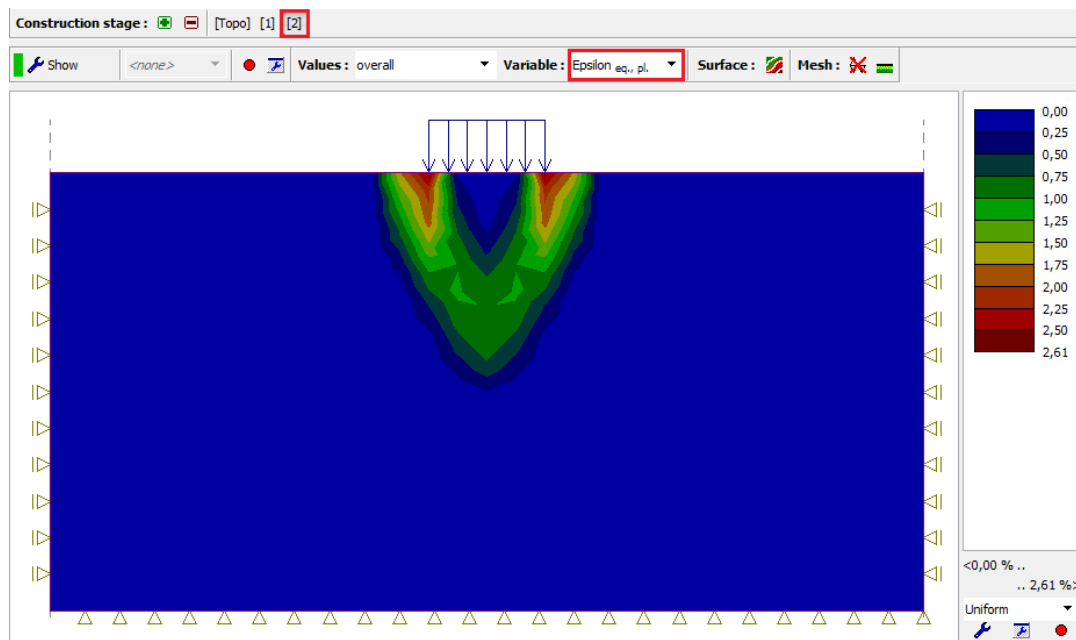 Construction stage : [Topo] [1] [2]
Show <none> Values : overall Variable : Epsilon eq., pl. Surface : Mesh :
0,00
0,25
0,50
0,75
1,00
1,25
1,50
1,75
2,00
2,25
2,50
2,61
<0,00 % ..
.. 2,61 %>
Uniform